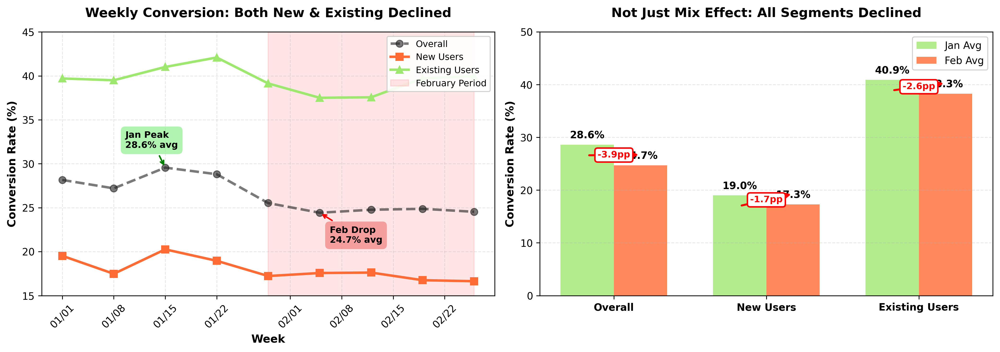 Weekly Conversion: Both New & Existing Declined
Conversion Rate (%)
45
40
35
30
25
20
15
Overall
New Users
Existing Users
February Period
Jan Peak
28.6% avg
Feb Drop
24.7% avg
01/01
01/08
01/15
01/22
02/01
02/08
02/15
02/22
Week
Not Just Mix Effect: All Segments Declined
Conversion Rate (%)
50
40
30
20
10
0
Jan Avg
Feb Avg
28.6%
-3.9pp
.7%
19.0%
-1.7pp
17.3%
40.9%
-2.6pp
.3%
Overall
New Users
Existing Users